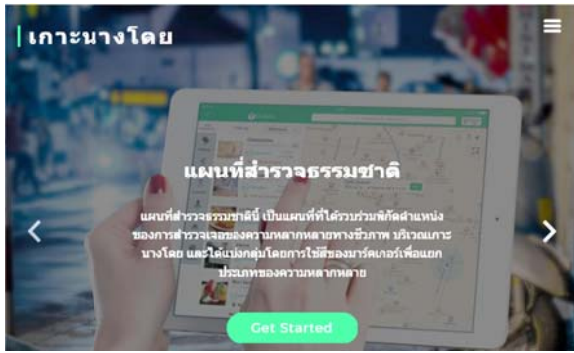 เกาะนางโดย
แผนที่สำรวจธรรมชาติ
แผนที่สำรวจธรรมชาตินี้ เป็นแผนที่ที่ได้รวบร่วมพิกัดตำแหน่ง
ของการสำรวจเจอของความหลากหลายทางชีวภาพ บริเวณเกาะ
นางโดย และได้แบ่งกลุ่มโดยการใช้สีของมาร์คเกอร์เพื่อแยก
ประเภทของความหลากหลาย
Get Started